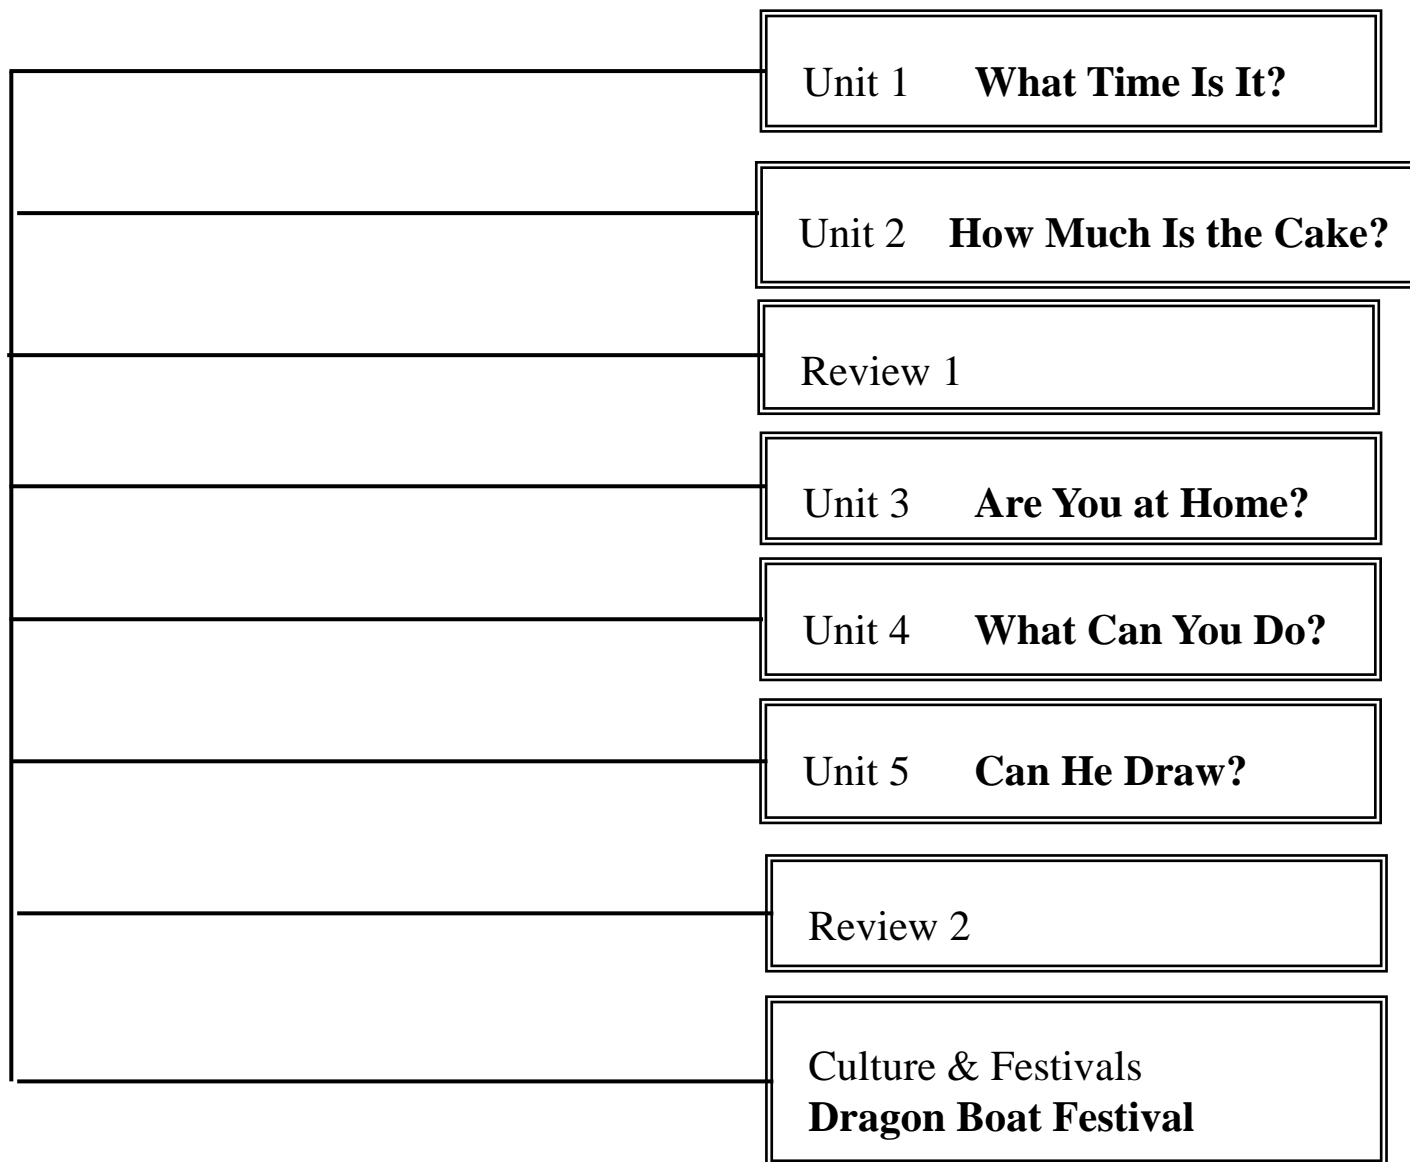 Unit 1 What Time Is It?
Unit 2 How Much Is the Cake?
Review 1
Unit 3 Are You at Home?
Unit 4 What Can You Do?
Unit 5 Can He Draw?
Review 2
Culture & Festivals
Dragon Boat Festival